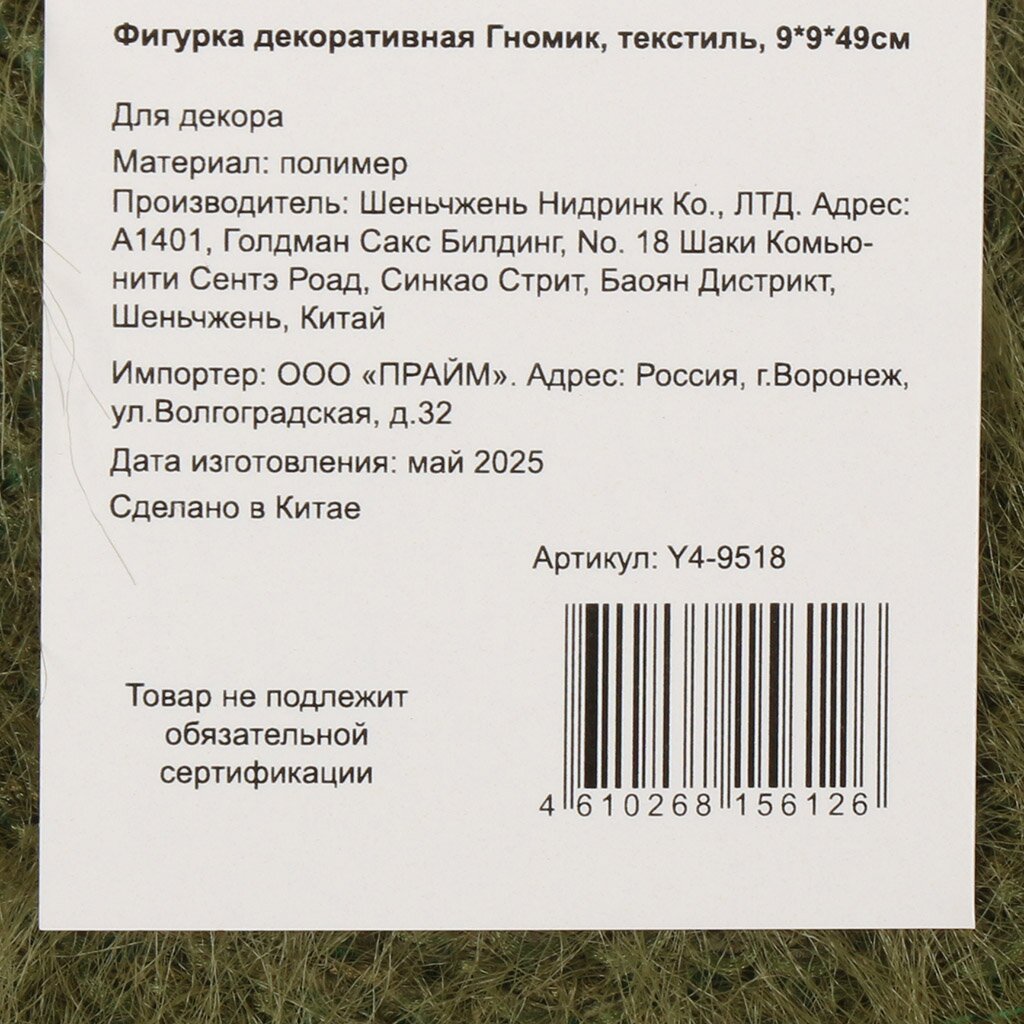 Фигурка декоративная Гномик, текстиль, 9*9*49см
Для декора
Материал: полимер
Производитель: Шеньчжень Нидринк Ко., ЛТД. Адрес:
А1401, Голдман Сакс Билдинг, No. 18 Шаки Комью-
нити Сентэ Роад, Синкао Стрит, Баоян Дистрикт,
Шеньчжень, Китай
Импортер: ООО «ПРАЙМ». Адрес: Россия, г.Воронеж,
ул.Волгоградская, д.32
Дата изготовления: май 2025
Сделано в Китае
Артикул: Y4-9518
Товар не подлежит
обязательной
сертификации
4 610268 156126